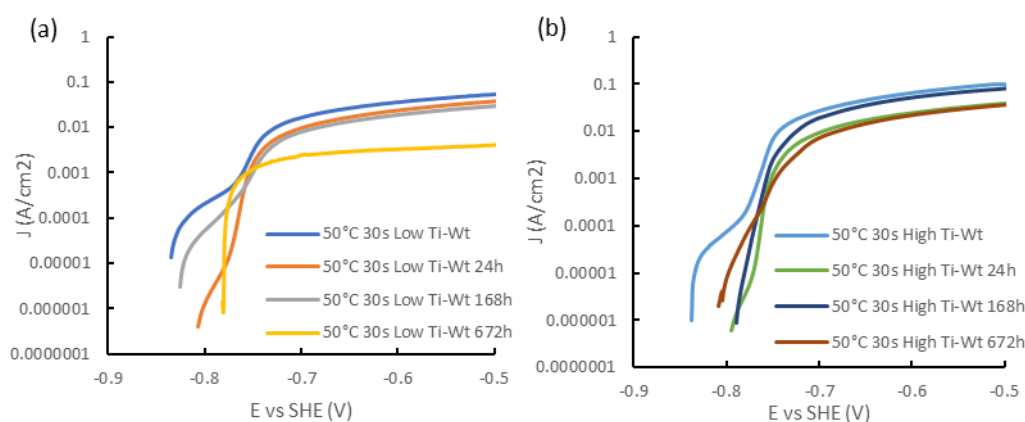 (a)
1
0.1
0.01
0.001
0.0001
0.00001
0.000001
0.0000001
J (A/cm2)
50°C 30s Low Ti-Wt
50°C 30s Low Ti-Wt 24h
50°C 30s Low Ti-Wt 168h
50°C 30s Low Ti-Wt 672h
-0.9
-0.8
-0.7
-0.6
-0.5
E vs SHE (V)
(b)
1
0.1
0.01
0.001
0.0001
0.00001
0.000001
0.0000001
J (A/cm2)
50°C 30s High Ti-Wt
50°C 30s High Ti-Wt 24h
50°C 30s High Ti-Wt 168h
50°C 30s High Ti-Wt 672h
-0.9
-0.8
-0.7
-0.6
-0.5
E vs SHE (V)